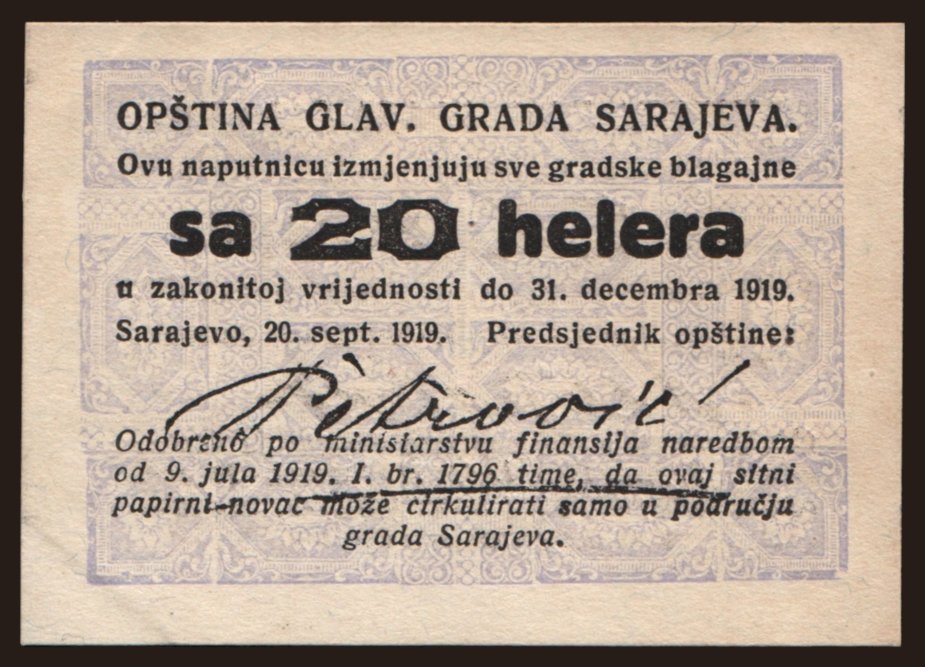 OPŠTINA GLAV. GRADA SARAJEVA.
Ovu naputnicu izmjenjuju sve gradske blagajne
sa 20 helera
u zakonitoj vrijednosti do 31. decembra 1919.
Sarajevo, 20. sept. 1919. Predsjednik opštine:
Petrović
Odobreno po ministarstvu finansija naredbom
od 9. jula 1919. I. br. 1796 time, da ovaj sitni
papirni novac može cirkulirati samo u području
grada Sarajeva.